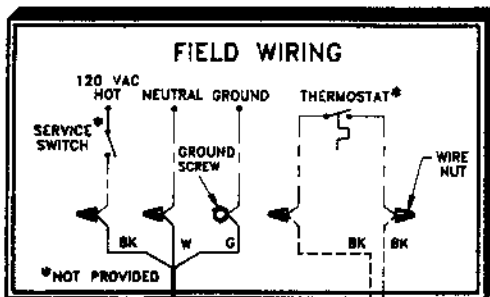 FIELD WIRING
120 VAC
HOT
NEUTRAL
GROUND
THERMOSTAT*
SERVICE*
SWITCH
GROUND
SCREW
WIRE
NUT
BK
W
G
BK
BK
*NOT PROVIDED